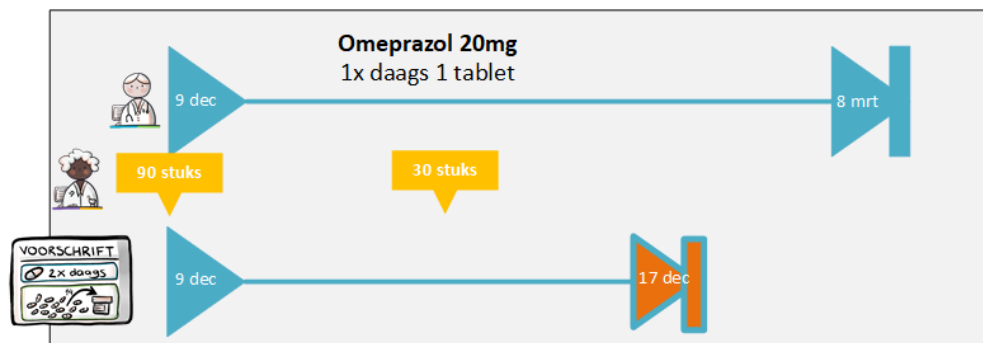 Omeprazol 20mg
1x daags 1 tablet
9 dec
8 mrt
90 stuks
30 stuks
VOORSCHRIFT
2x daags
9 dec
17 dec